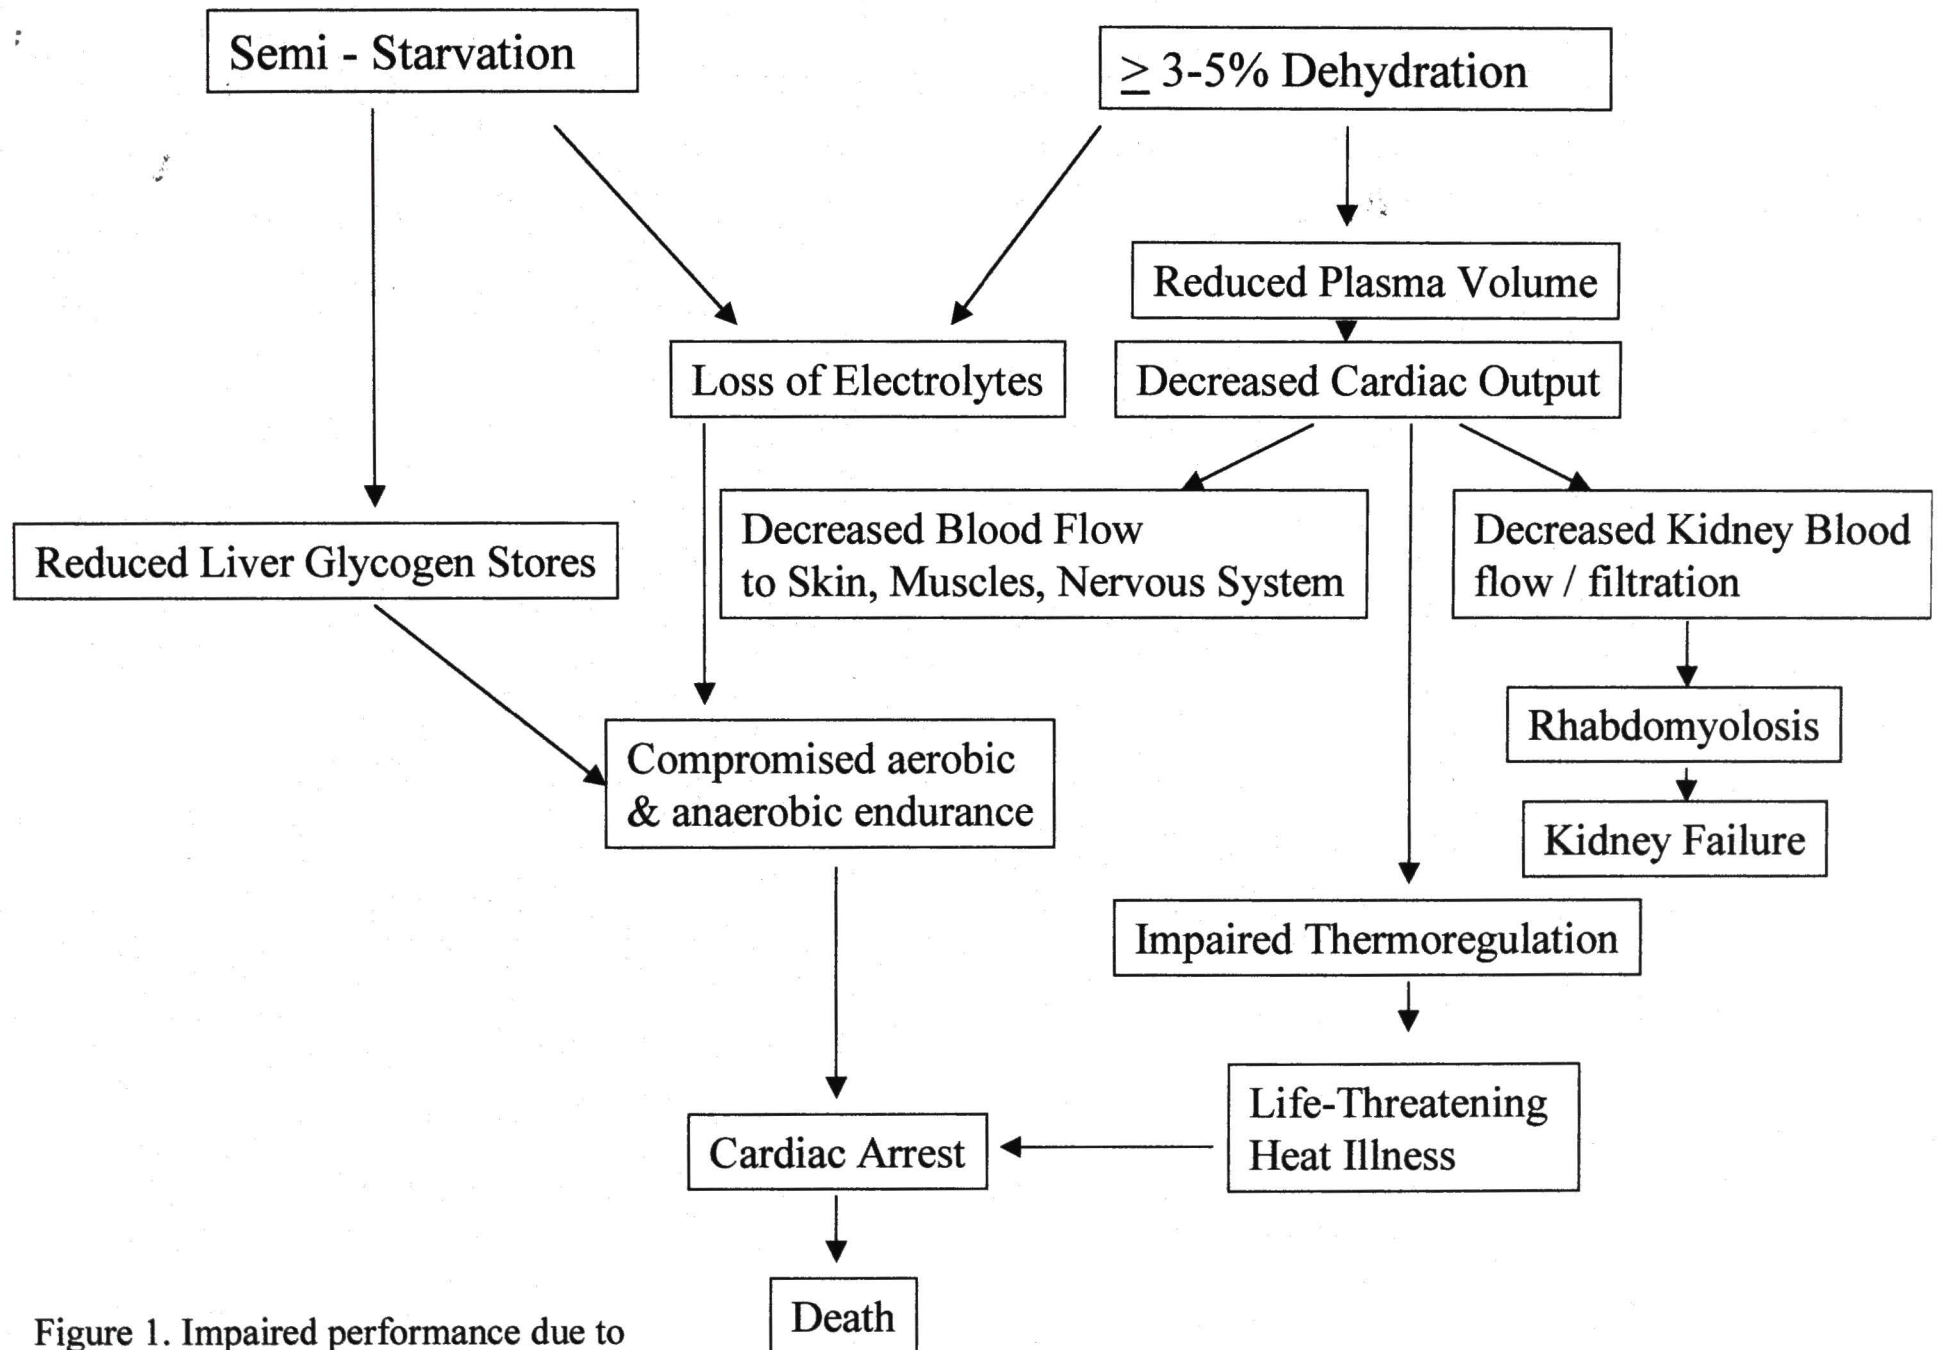 Semi - Starvation
≥ 3-5% Dehydration
Reduced Plasma Volume
Loss of Electrolytes
Decreased Cardiac Output
Reduced Liver Glycogen Stores
Decreased Blood Flow
to Skin, Muscles, Nervous System
Decreased Kidney Blood
flow / filtration
Rhabdomyolosis
Compromised aerobic
& anaerobic endurance
Kidney Failure
Impaired Thermoregulation
Life-Threatening
Heat Illness
Cardiac Arrest
Death
Figure 1. Impaired performance due to